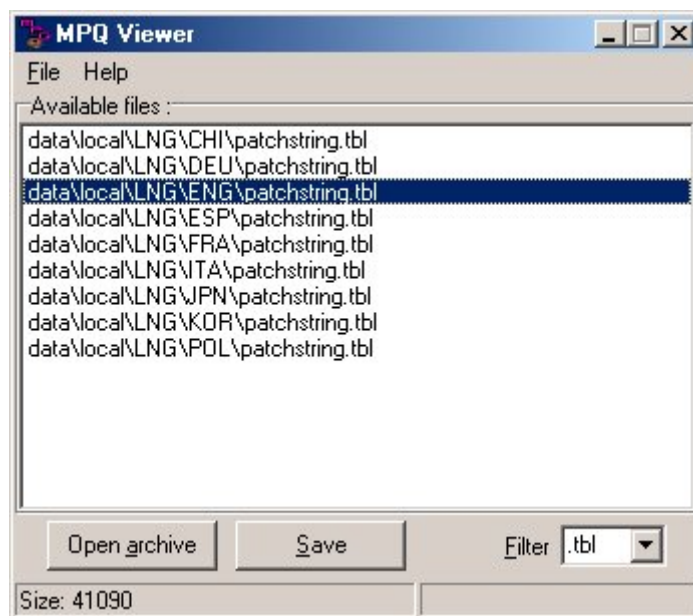 MPQ Viewer
File Help
Available files :
data\local\LNG\CHI\patchstring.tbl
data\local\LNG\DEU\patchstring.tbl
data\local\LNG\ENG\patchstring.tbl
data\local\LNG\ESP\patchstring.tbl
data\local\LNG\FRA\patchstring.tbl
data\local\LNG\ITA\patchstring.tbl
data\local\LNG\JPN\patchstring.tbl
data\local\LNG\KOR\patchstring.tbl
data\local\LNG\POL\patchstring.tbl
Open archive Save Filter .tbl
Size: 41090